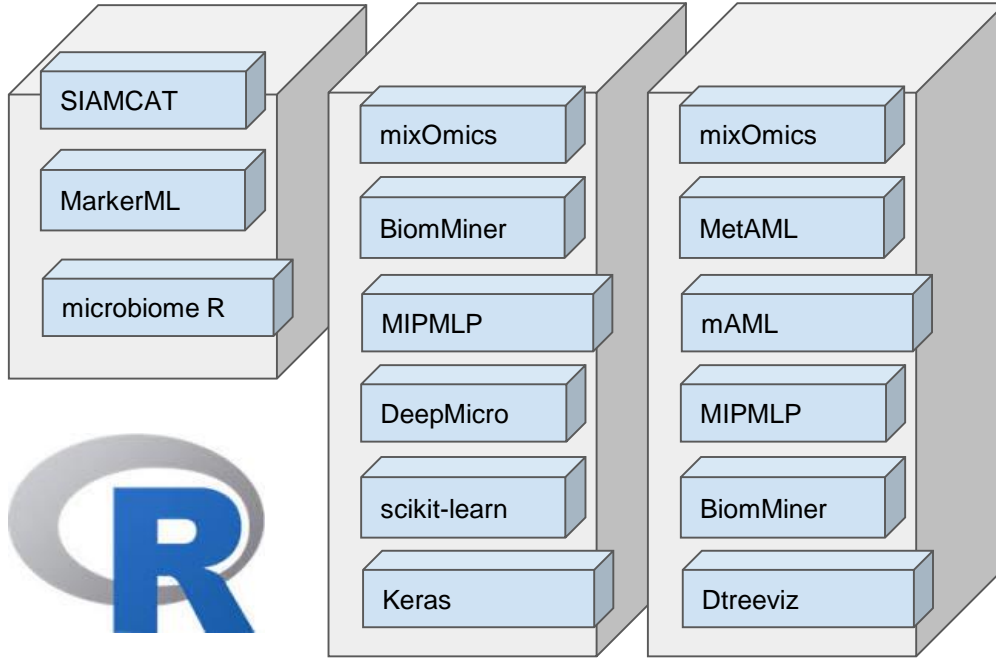 SIAMCAT
MarkerML
microbiome R
mixOmics
BiomMiner
MIPMLP
DeepMicro
scikit-learn
Keras
mixOmics
MetAML
mAML
MIPMLP
BiomMiner
Dtreeviz
R